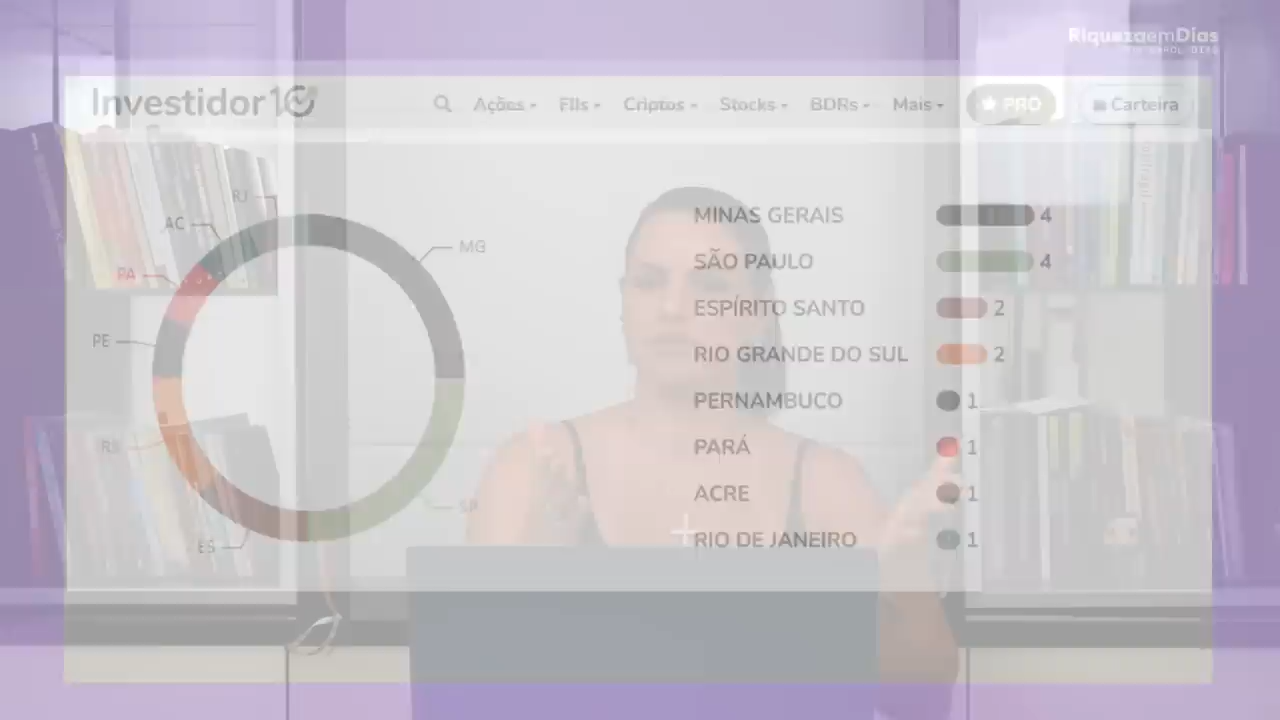 RiquezaemDias
Investidor10
Ações
FIIs
Criptos
Stocks
BDRs
Mais
PRO
Carteira
RJ
AC
MG
PA
PE
RS
SP
ES
MINAS GERAIS 4
SÃO PAULO 4
ESPÍRITO SANTO 2
RIO GRANDE DO SUL 2
PERNAMBUCO 1
PARÁ 1
ACRE 1
RIO DE JANEIRO 1